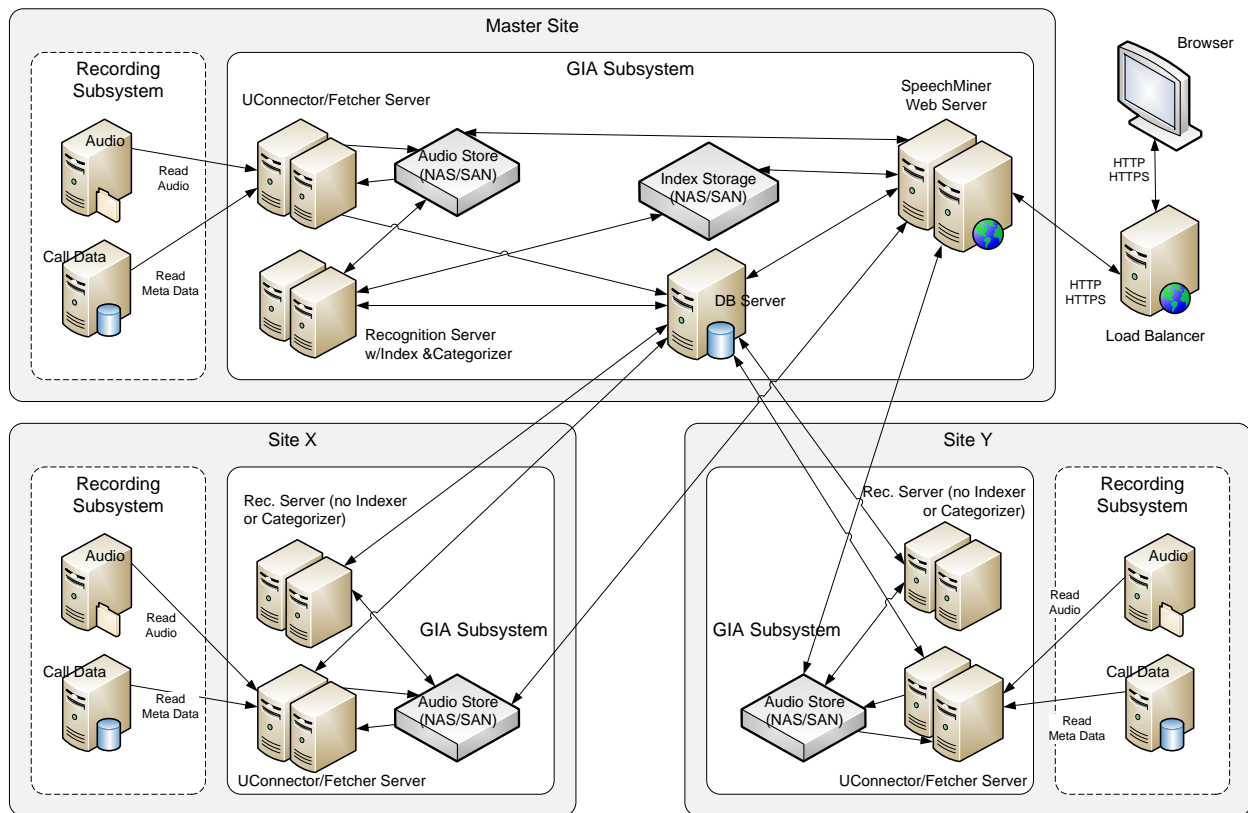 Master Site
Recording
Subsystem
Audio
Read
Audio
Call Data
Read
Meta Data
GIA Subsystem
UConnector/Fetcher Server
Audio Store
(NAS/SAN)
Index Storage
(NAS/SAN)
SpeechMiner
Web Server
DB Server
Recognition Server
w/Index &Categorizer
Browser
HTTP
HTTPS
HTTP
HTTPS
Load Balancer
Site X
Recording
Subsystem
Audio
Read
Audio
Call Data
Read
Meta Data
Rec. Server (no Indexer
or Categorizer)
GIA Subsystem
Audio Store
(NAS/SAN)
UConnector/Fetcher Server
Site Y
Rec. Server (no Indexer
or Categorizer)
GIA Subsystem
Audio Store
(NAS/SAN)
UConnector/Fetcher Server
Recording
Subsystem
Audio
Read
Audio
Call Data
Read
Meta Data